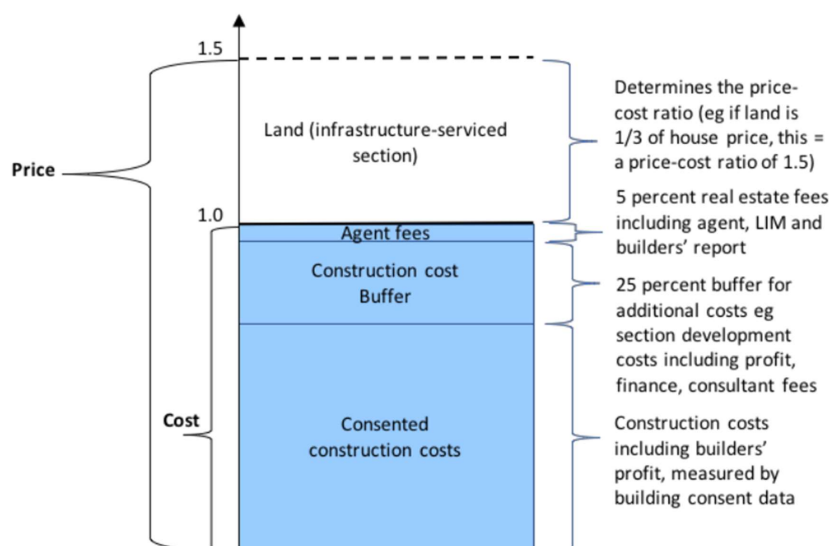 1.5
Land (infrastructure-serviced
section)
Price
1.0
Agent fees
Construction cost
Buffer
Cost
Consented
construction costs
Determines the price-
cost ratio (eg if land is
1/3 of house price, this =
a price-cost ratio of 1.5)
5 percent real estate fees
including agent, LIM and
builders’ report
25 percent buffer for
additional costs eg
section development
costs including profit,
finance, consultant fees
Construction costs
including builders’
profit, measured by
building consent data